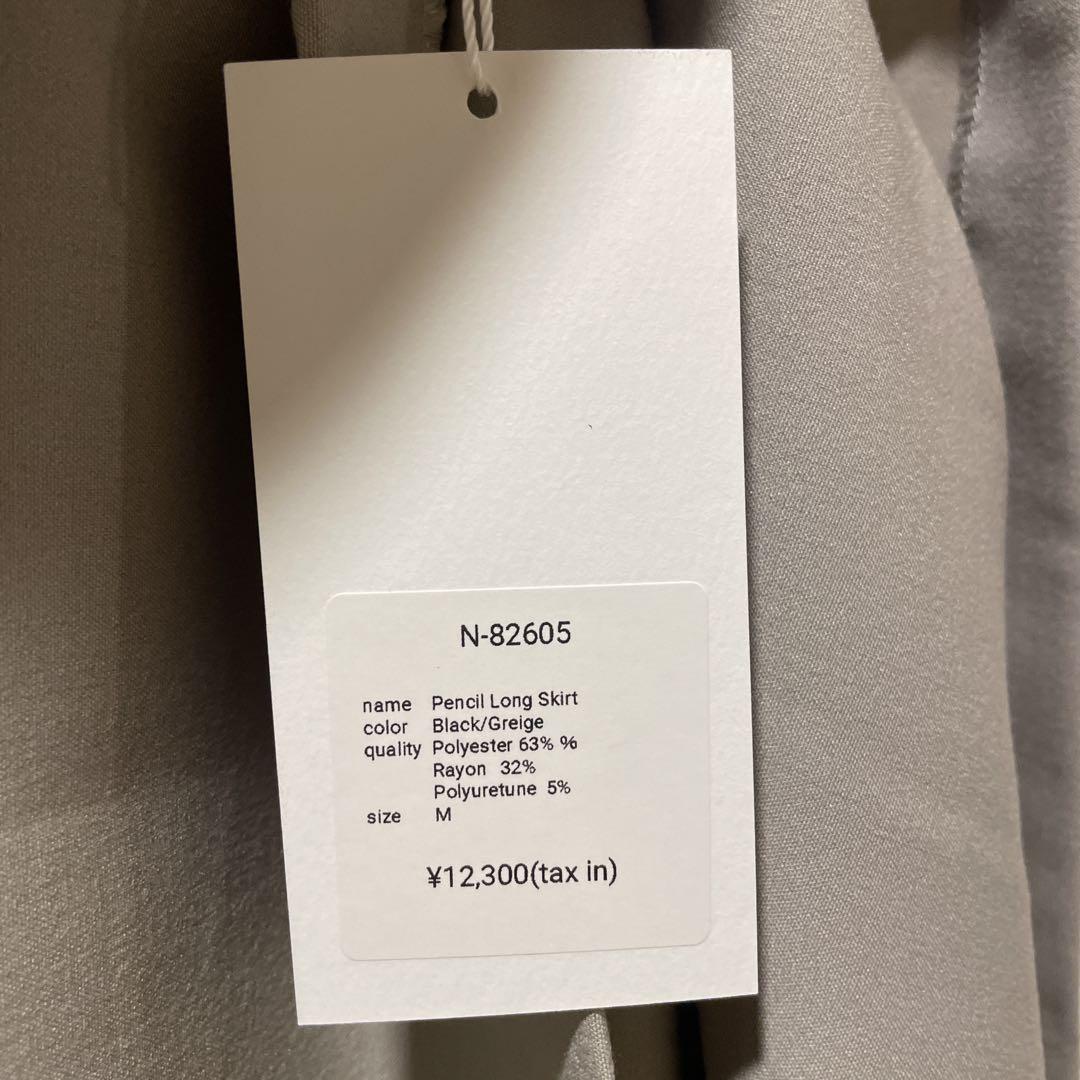 N-82605
name Pencil Long Skirt
color Black/Greige
quality Polyester 63% %
Rayon 32%
Polyuretune 5%
size M
¥12,300(tax in)